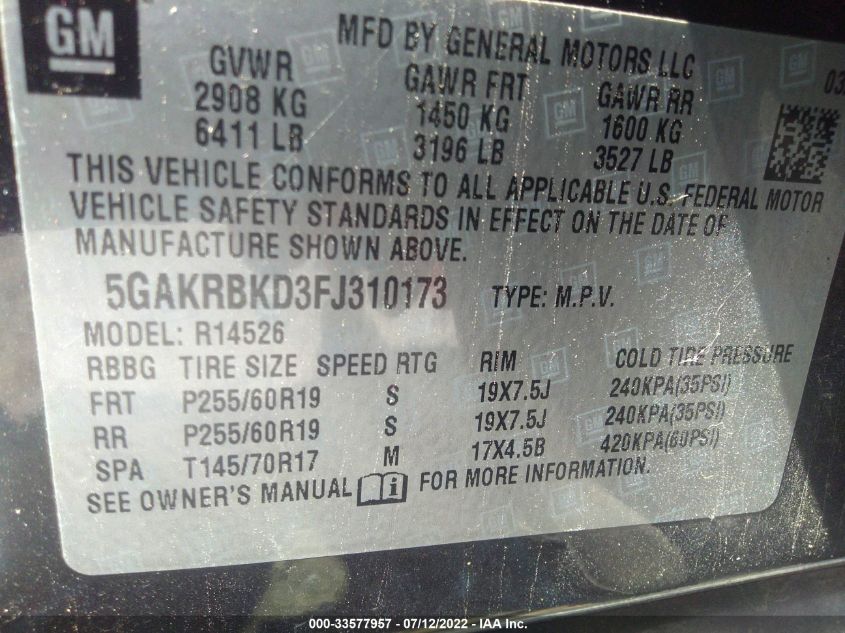 GM
MFD BY GENERAL MOTORS LLC
03
GVWR GAWR FRT GAWR RR
2908 KG 1450 KG 1600 KG
6411 LB 3196 LB 3527 LB
THIS VEHICLE CONFORMS TO ALL APPLICABLE U.S. FEDERAL MOTOR
VEHICLE SAFETY STANDARDS IN EFFECT ON THE DATE OF
MANUFACTURE SHOWN ABOVE.
5GAKRBKD3FJ310173 TYPE: M.P.V.
MODEL: R14526
RBBG TIRE SIZE SPEED RTG RIM COLD TIRE PRESSURE
FRT P255/60R19 S 19X7.5J 240KPA(35PSI)
RR P255/60R19 S 19X7.5J 240KPA(35PSI)
SPA T145/70R17 M 17X4.5B 420KPA(60PSI)
SEE OWNER'S MANUAL i FOR MORE INFORMATION.
000-33577957 - 07/12/2022 - IAA Inc.